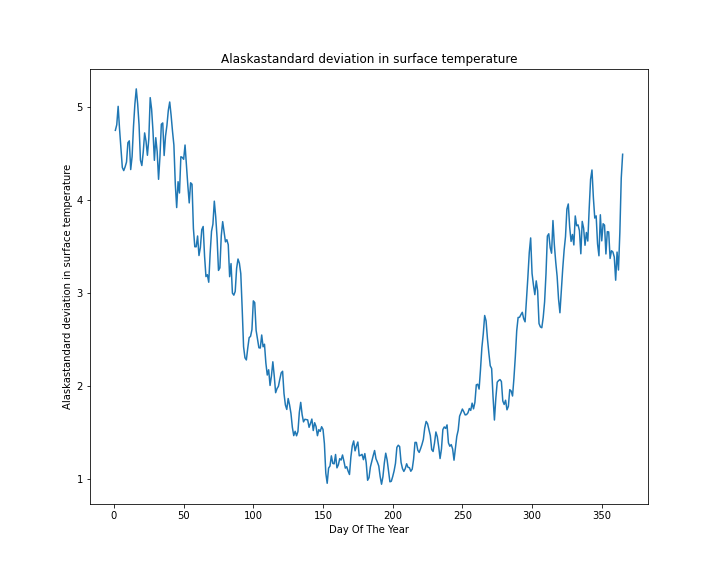 Alaskastandard deviation in surface temperature
Alaskastandard deviation in surface temperature
5
4
3
2
1
0 50 100 150 200 250 300 350
Day Of The Year